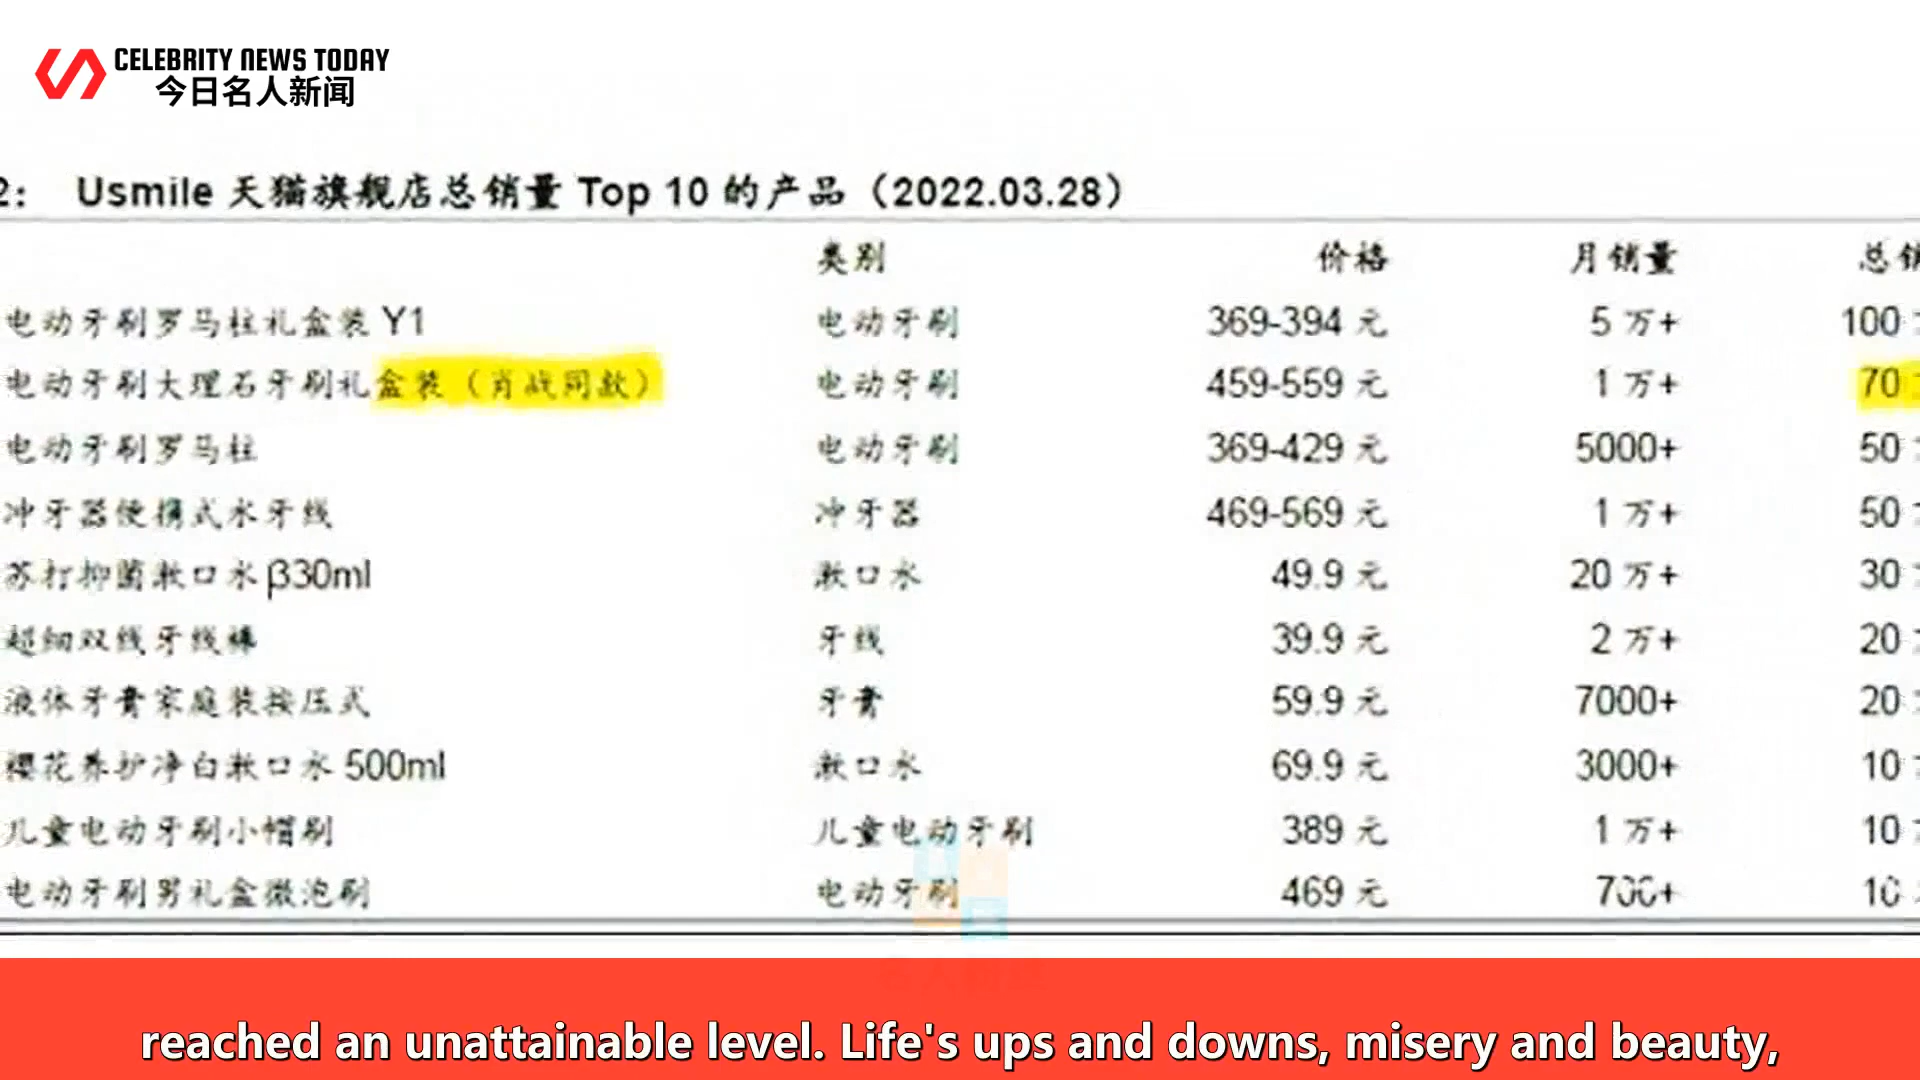 CELEBRITY NEWS TODAY
今日名人新闻
2: Usmile 天猫旗舰店总销量 Top 10 的产品（2022.03.28）
类别 价格 月销量 总销
电动牙刷罗马柱礼盒装 Y1 电动牙刷 369-394 元 5 万+ 100
电动牙刷大理石牙刷礼盒装（肖战同款） 电动牙刷 459-559 元 1 万+ 70
电动牙刷罗马柱 电动牙刷 369-429 元 5000+ 50
冲牙器便携式水牙线 冲牙器 469-569 元 1 万+ 50
苏打抑菌漱口水 β30ml 漱口水 49.9 元 20 万+ 30
超细双线牙线棒 牙线 39.9 元 2 万+ 20
液体牙膏家庭装按压式 牙膏 59.9 元 7000+ 20
樱花养护净白漱口水 500ml 漱口水 69.9 元 3000+ 10
儿童电动牙刷小帽刷 儿童电动牙刷 389 元 1 万+ 10
电动牙刷男礼盒微泡刷 电动牙刷 469 元 700+ 10
reached an unattainable level. Life's ups and downs, misery and beauty,